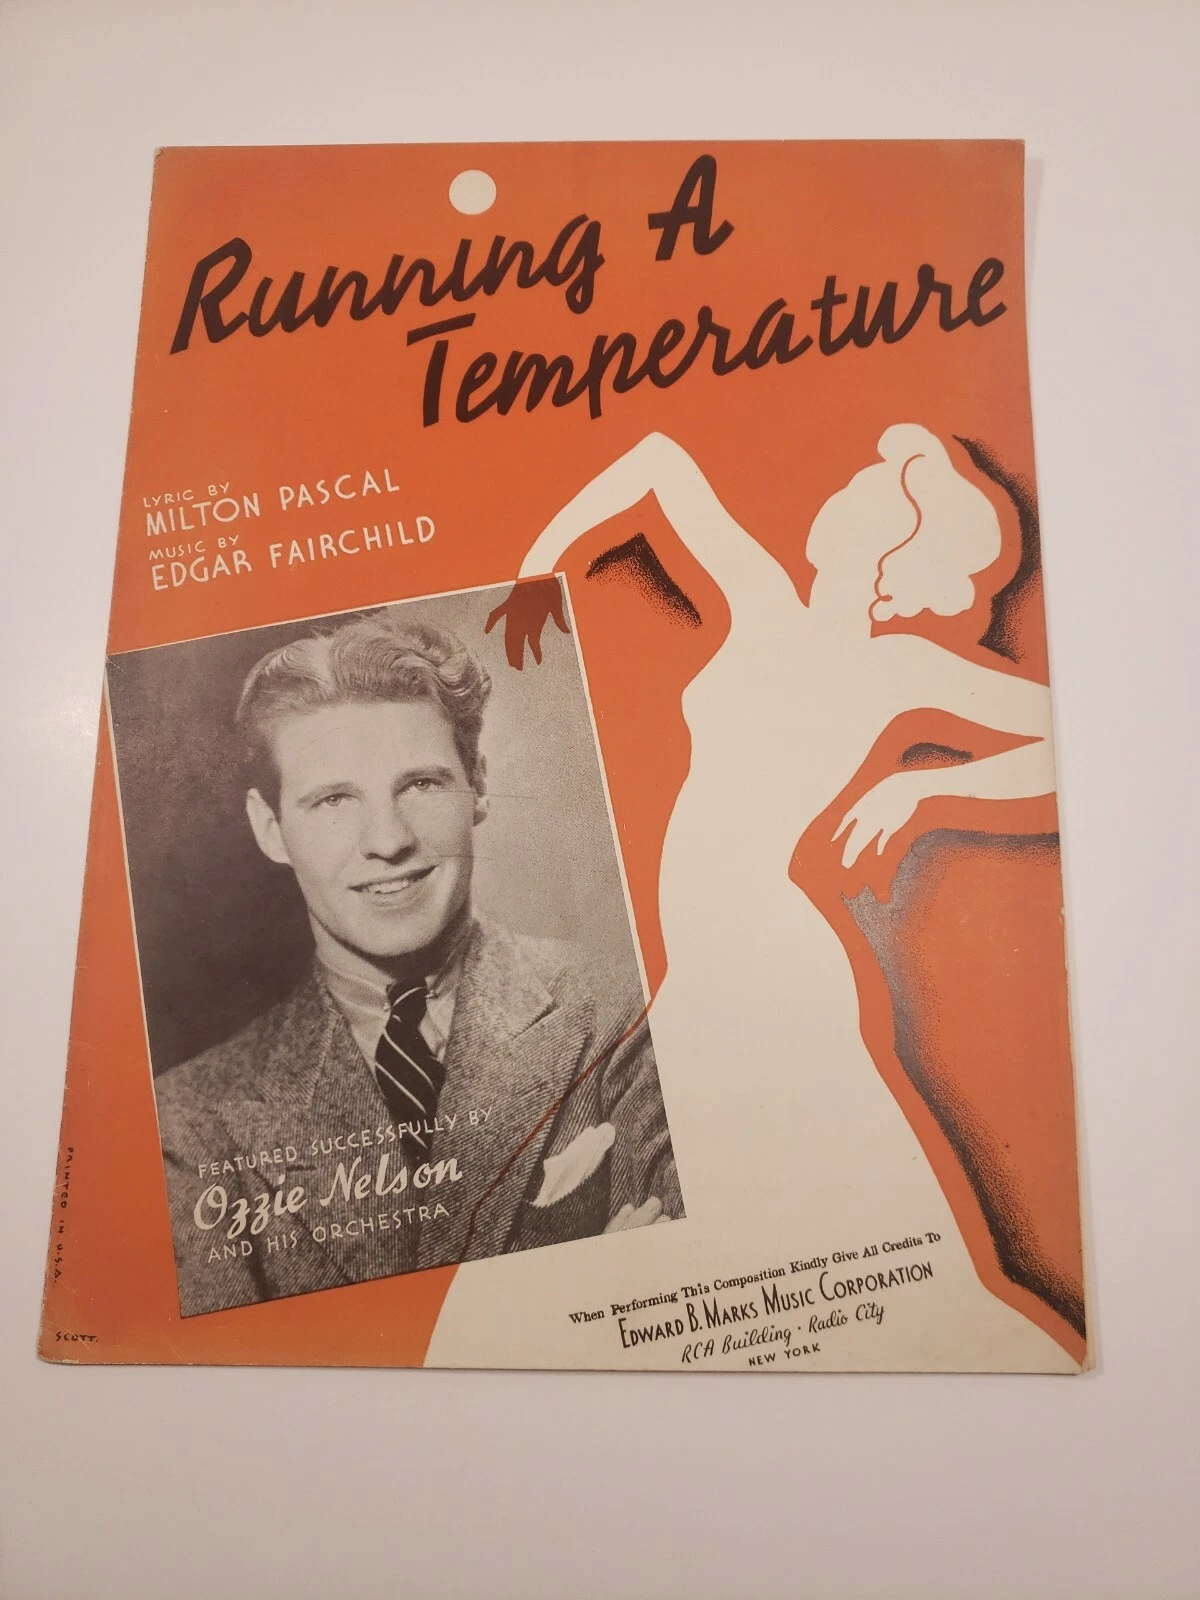 Running A
Temperature
LYRIC BY
MILTON PASCAL
MUSIC BY
EDGAR FAIRCHILD
FEATURED SUCCESSFULLY BY
Ozzie Nelson
AND HIS ORCHESTRA
PRINTED IN U.S.A.
SCOTT.
When Performing This Composition Kindly Give All Credits To
EDWARD B. MARKS MUSIC CORPORATION
RCA Building · Radio City
NEW YORK